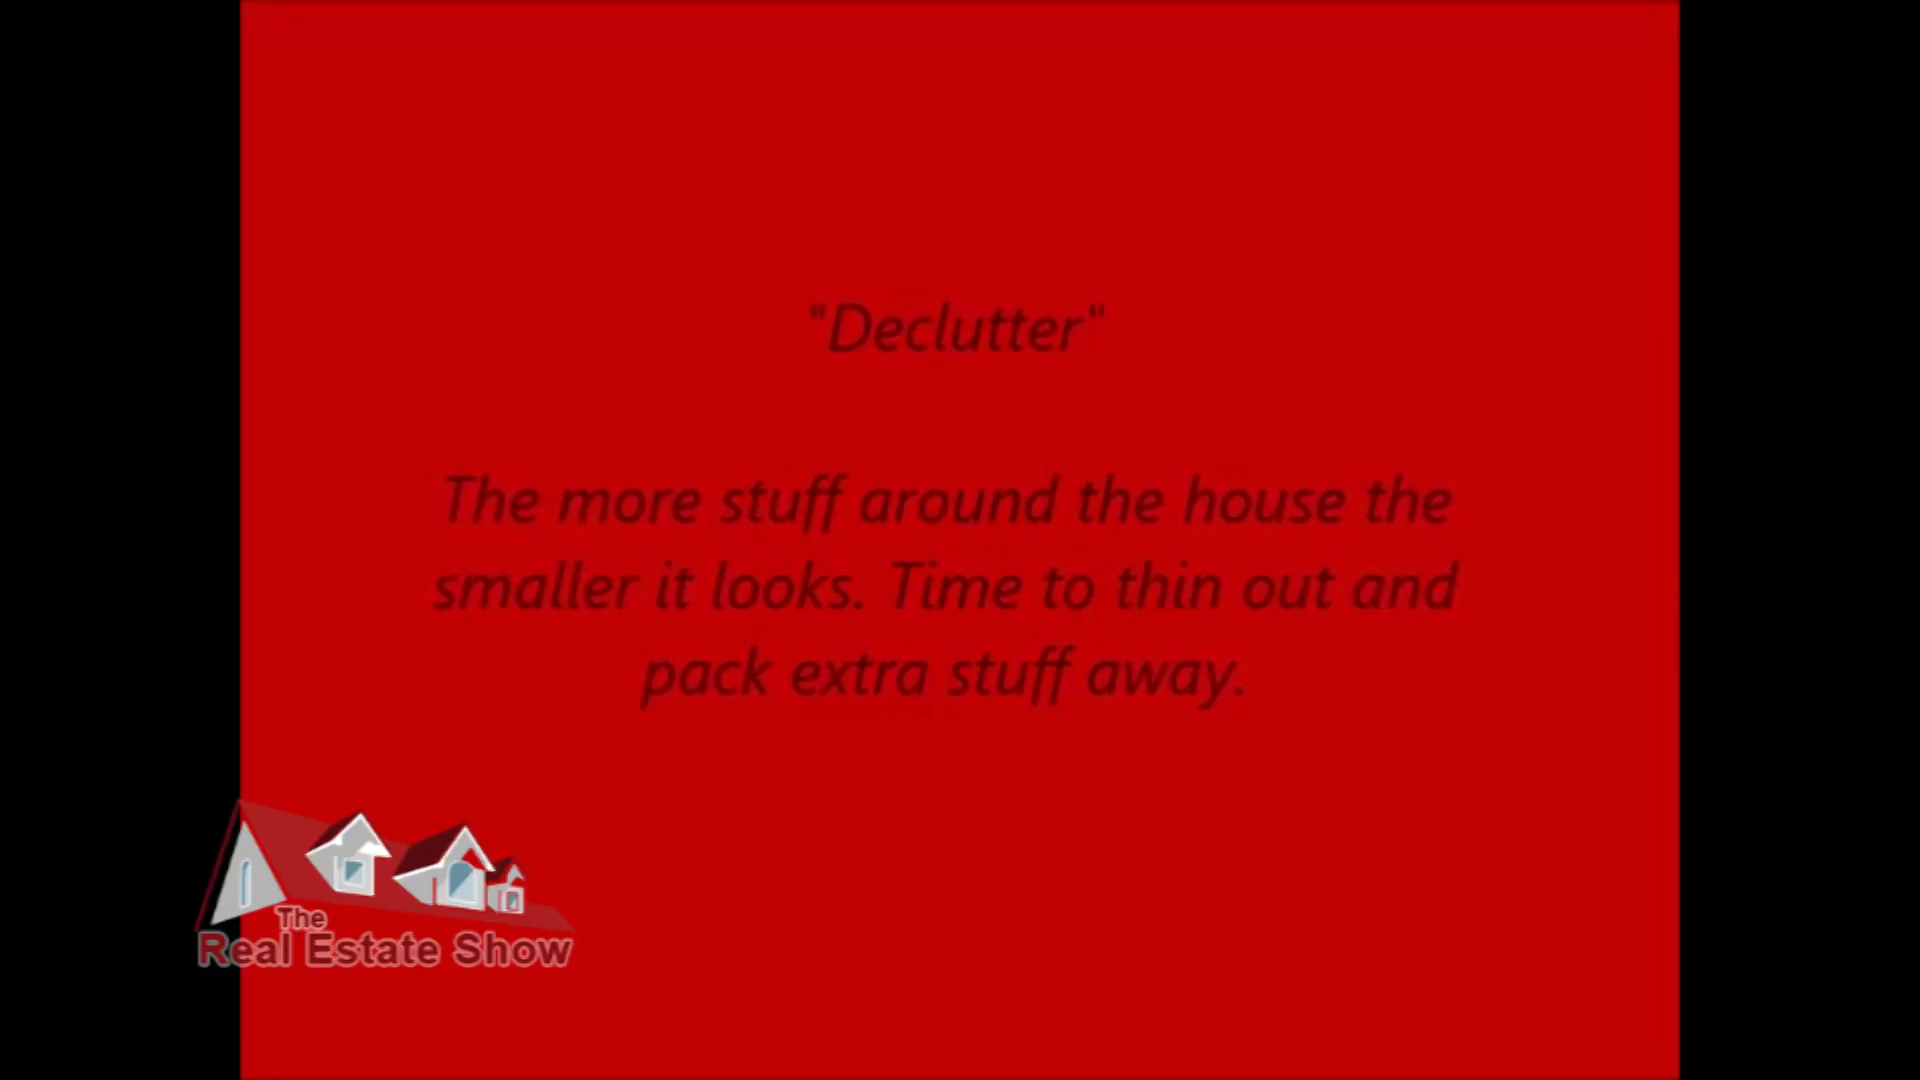 "Declutter"
The more stuff around the house the
smaller it looks. Time to thin out and
pack extra stuff away.
The
Real Estate Show